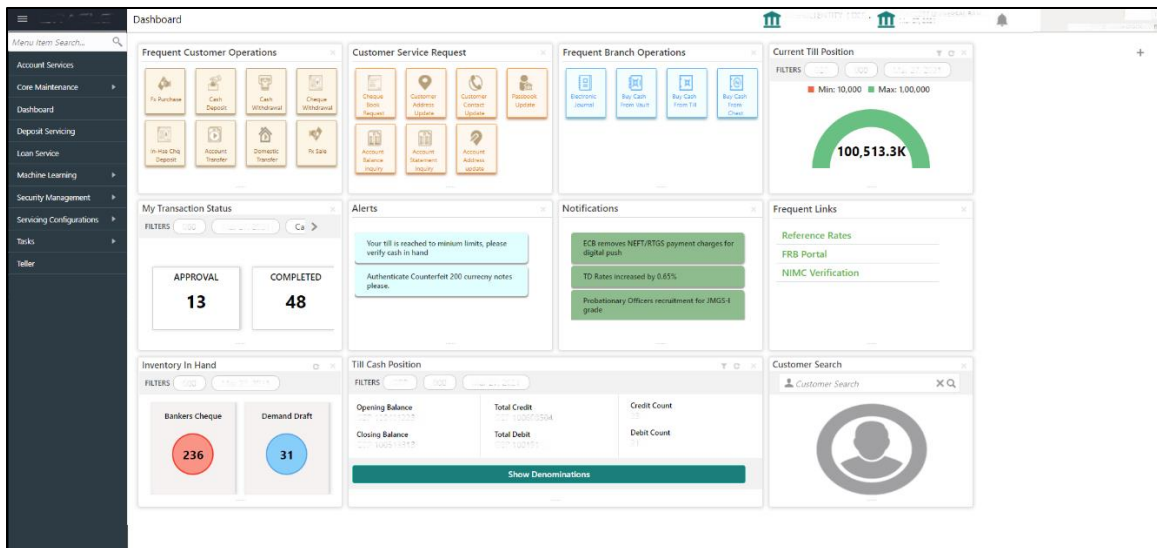 Dashboard
Menu Item Search...
Account Services
Core Maintenance
Dashboard
Deposit Servicing
Loan Service
Machine Learning
Security Management
Servicing Configurations
Tasks
Teller
Frequent Customer Operations
Fx Purchase
Cash
Deposit
Cash
Withdrawal
Cheque
Withdrawal
In-Hse Chq
Deposit
Account
Transfer
Domestic
Transfer
Fx Sale
Customer Service Request
Cheque
Book
Request
Customer
Address
Update
Customer
Contact
Update
Passbook
Update
Account
Balance
Inquiry
Account
Statement
Inquiry
Account
Address
update
Frequent Branch Operations
Electronic
Journal
Buy Cash
From Vault
Buy Cash
From Till
Buy Cash
From
Chest
Current Till Position
FILTERS
Min: 10,000 Max: 1,00,000
100,513.3K
My Transaction Status
FILTERS
Ca
APPROVAL
13
COMPLETED
48
Alerts
Your till is reached to minium limits, please
verify cash in hand
Authenticate Counterfeit 200 currecny notes
please.
Notifications
ECB removes NEFT/RTGS payment charges for
digital push
TD Rates increased by 0.65%
Probationary Officers recruitment for JMGS-I
grade
Frequent Links
Reference Rates
FRB Portal
NIMC Verification
Inventory In Hand
FILTERS
Bankers Cheque
236
Demand Draft
31
Till Cash Position
FILTERS
Opening Balance
Total Credit
Credit Count
Closing Balance
Total Debit
Debit Count
Show Denominations
Customer Search
Customer Search